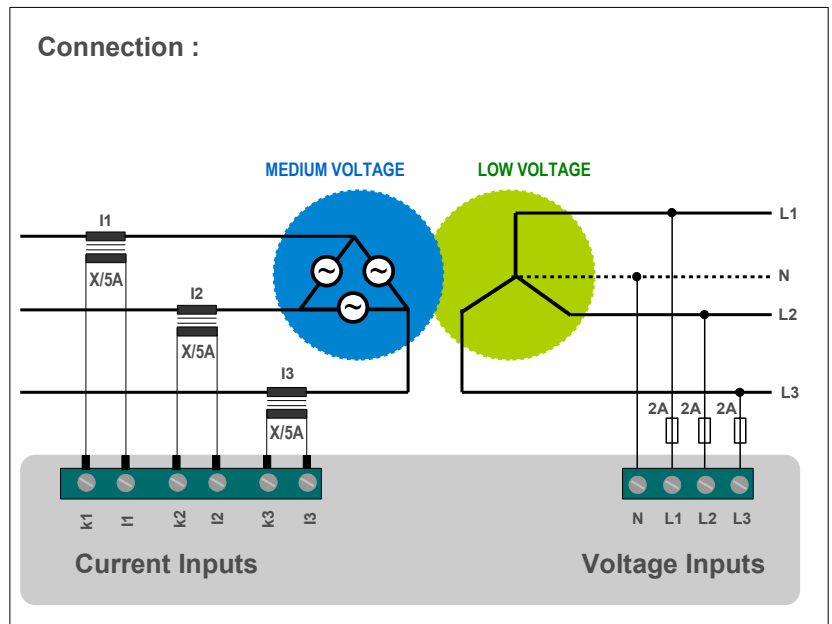 Connection :
MEDIUM VOLTAGE
LOW VOLTAGE
I1
X/5A
I2
X/5A
I3
X/5A
L1
N
L2
L3
2A
2A
2A
k1
l1
k2
l2
k3
l3
N
L1
L2
L3
Current Inputs
Voltage Inputs